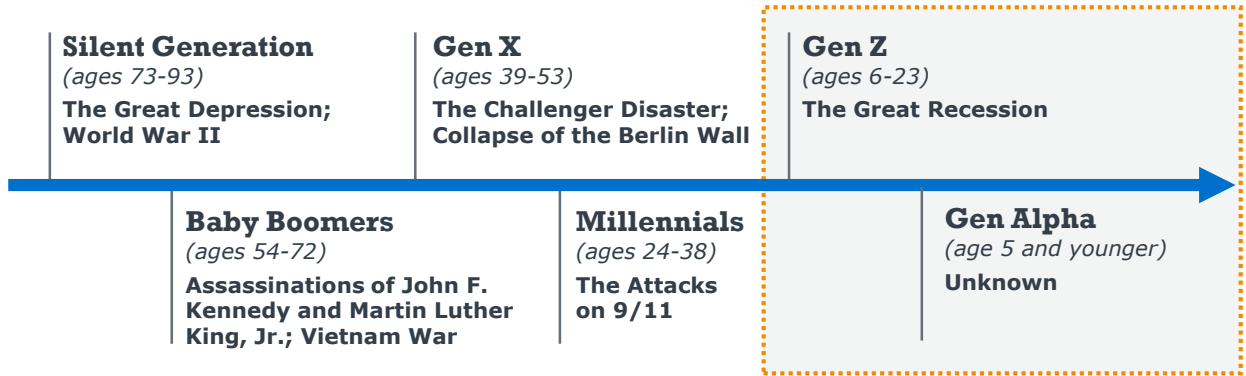 Silent Generation
(ages 73-93)
The Great Depression;
World War II
Gen X
(ages 39-53)
The Challenger Disaster;
Collapse of the Berlin Wall
Gen Z
(ages 6-23)
The Great Recession
Baby Boomers
(ages 54-72)
Assassinations of John F.
Kennedy and Martin Luther
King, Jr.; Vietnam War
Millennials
(ages 24-38)
The Attacks
on 9/11
Gen Alpha
(age 5 and younger)
Unknown